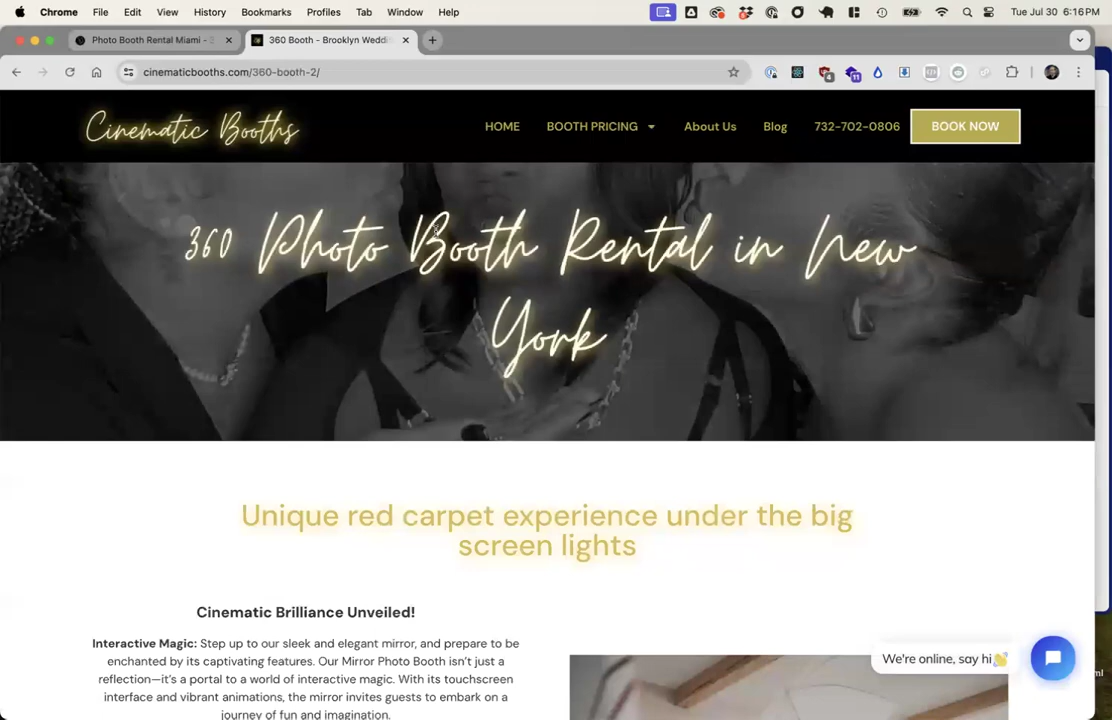 Chrome File Edit View History Bookmarks Profiles Tab Window Help Tue Jul 30 6:16 PM
Photo Booth Rental Miami - 360 Booth - Brooklyn Weddi
cinematicbooths.com/360-booth-2/
4 11
Cinematic Booths HOME BOOTH PRICING About Us Blog 732-702-0806 BOOK NOW
360 Photo Booth Rental in New
York
Unique red carpet experience under the big
screen lights
Cinematic Brilliance Unveiled!
Interactive Magic: Step up to our sleek and elegant mirror, and prepare to
enchanted by its captivating features. Our Mirror Photo Booth isn't just a
reflection—it's a portal to a world of interactive magic. With its touchscreen
interface and vibrant animations, the mirror invites guests to embark on a
journey of fun and imagination.
We're online, say hi👋
ml